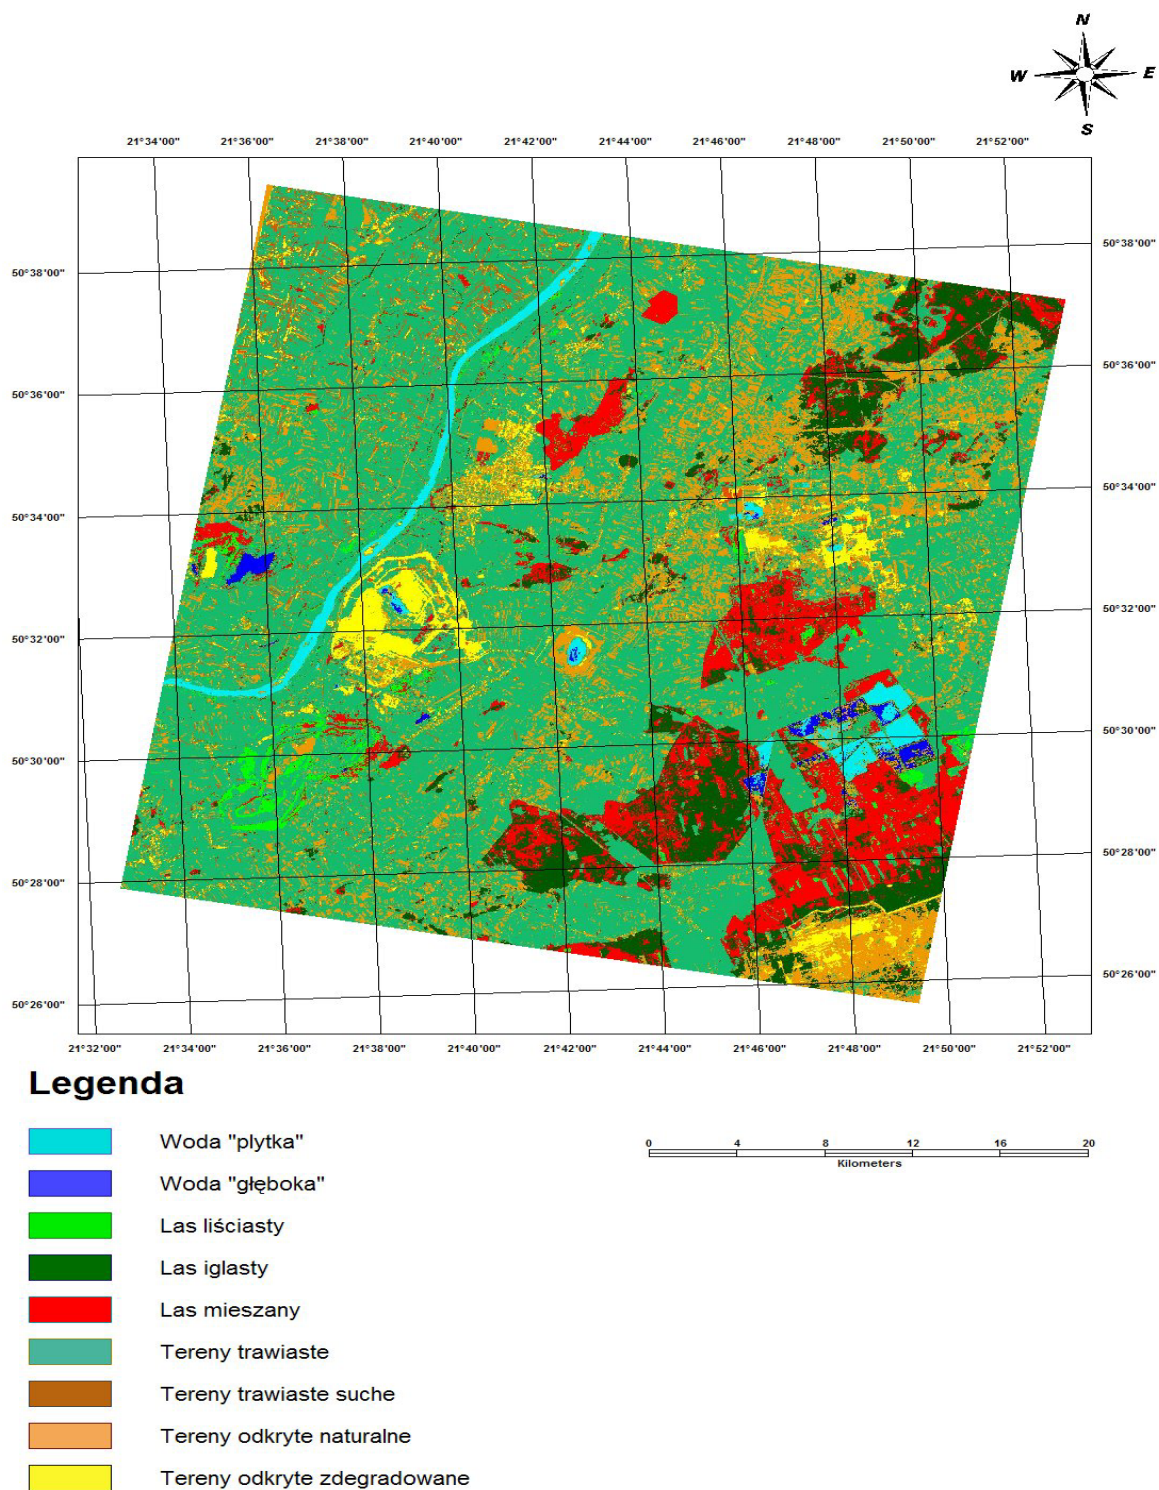 N
W E
S
21°34'00" 21°36'00" 21°38'00" 21°40'00" 21°42'00" 21°44'00" 21°46'00" 21°48'00" 21°50'00" 21°52'00"
50°38'00" 50°38'00"
50°36'00" 50°36'00"
50°34'00" 50°34'00"
50°32'00" 50°32'00"
50°30'00" 50°30'00"
50°28'00" 50°28'00"
50°26'00" 50°26'00"
21°32'00" 21°34'00" 21°36'00" 21°38'00" 21°40'00" 21°42'00" 21°44'00" 21°46'00" 21°48'00" 21°50'00" 21°52'00"
Legenda
Woda "plytka"
Woda "głęboka"
Las liściasty
Las iglasty
Las mieszany
Tereny trawiaste
Tereny trawiaste suche
Tereny odkryte naturalne
Tereny odkryte zdegradowane
0 4 8 12 16 20
Kilometers